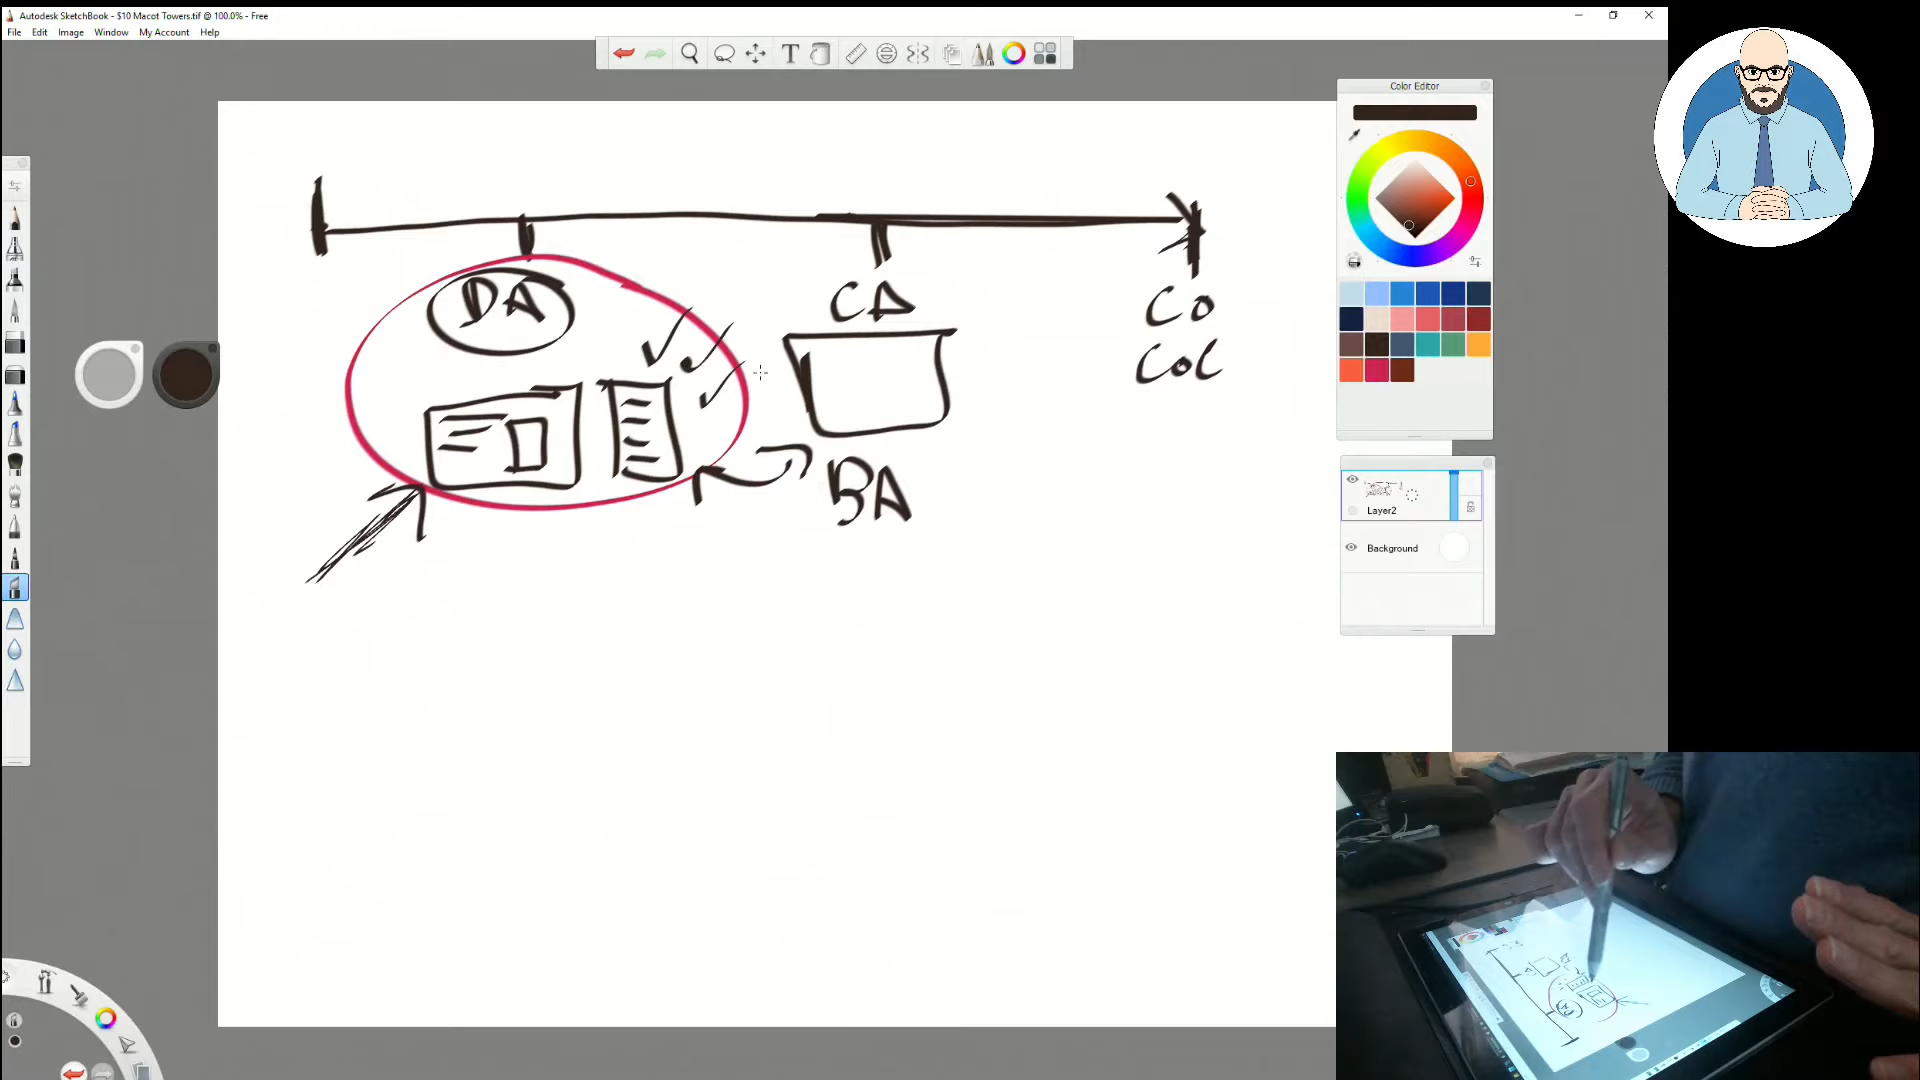 Autodesk SketchBook - $10 Macot Towers.tif @ 100.0% - Free
File Edit Image Window My Account Help
T
Color Editor
DA
CA
CO
COC
BA
Layer2
Background